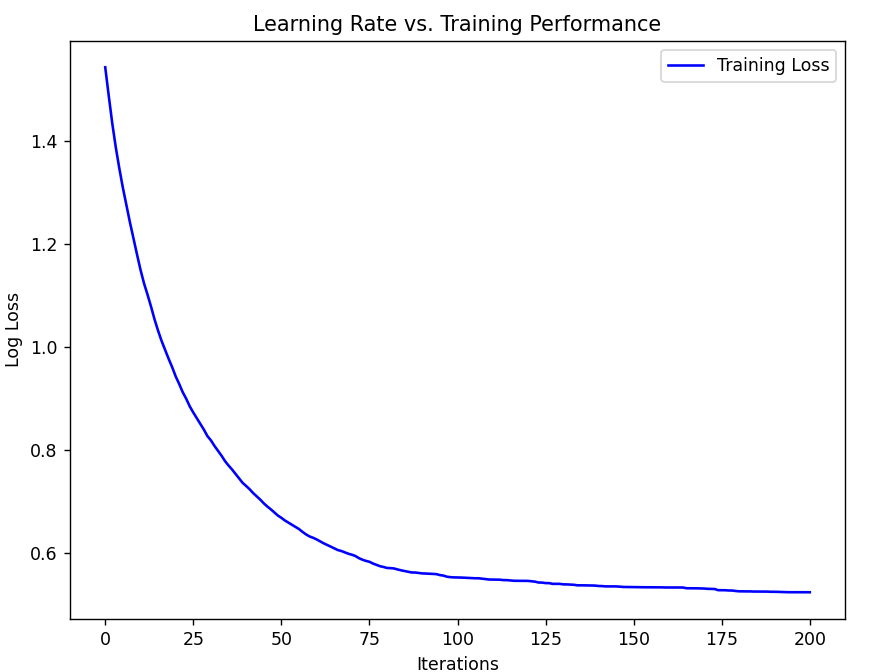 Learning Rate vs. Training Performance
Training Loss
Log Loss
1.4
1.2
1.0
0.8
0.6
0 25 50 75 100 125 150 175 200
Iterations